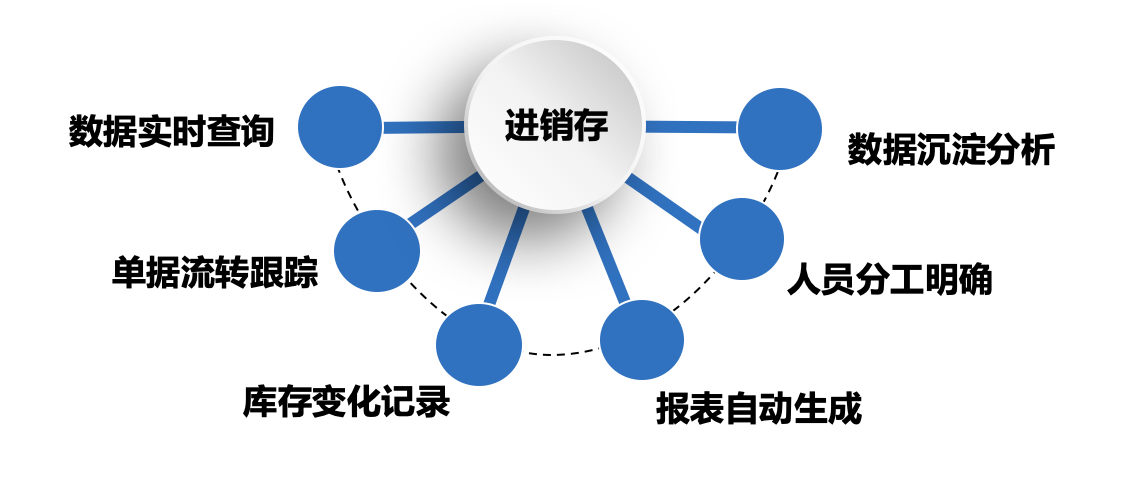 进销存
数据实时查询
数据沉淀分析
单据流转跟踪
人员分工明确
库存变化记录
报表自动生成